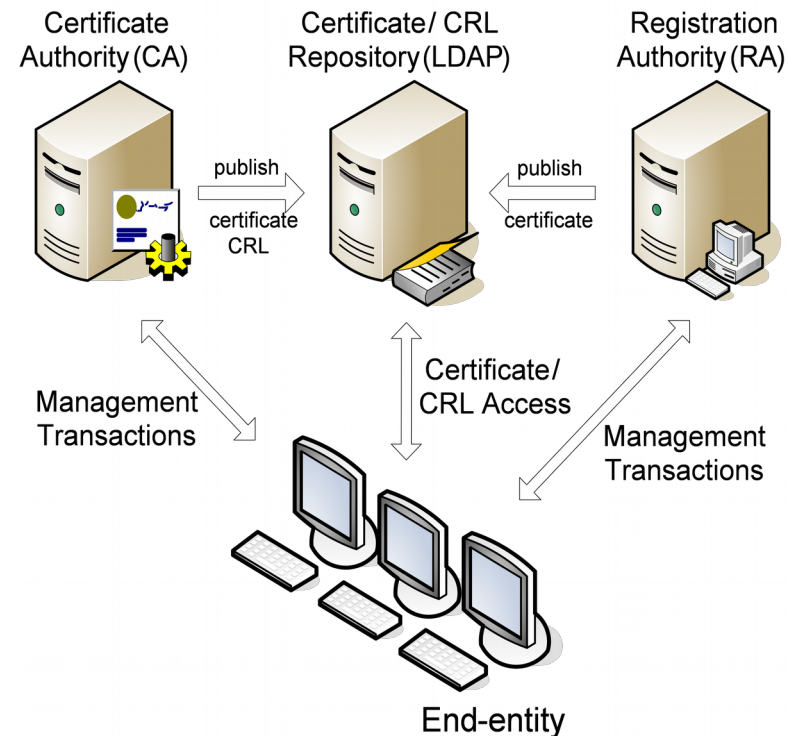 Certificate
Authority(CA)
Certificate/ CRL
Repository(LDAP)
Registration
Authority(RA)
publish
certificate
CRL
publish
certificate
Management
Transactions
Certificate/
CRL Access
Management
Transactions
End-entity